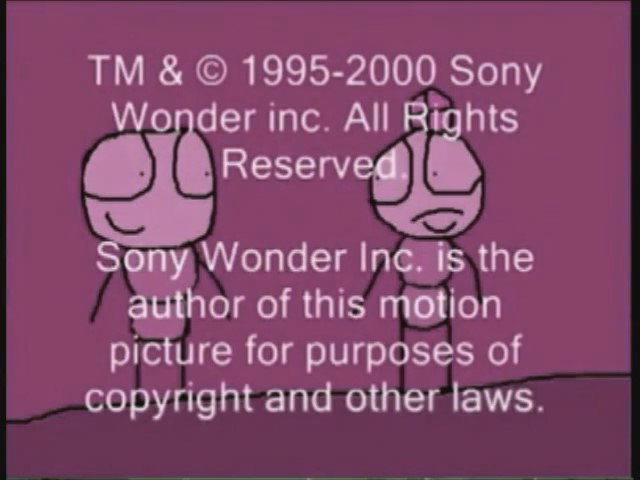 TM & © 1995-2000 Sony
Wonder inc. All Rights
Reserved.
Sony Wonder Inc. is the
author of this motion
picture for purposes of
copyright and other laws.